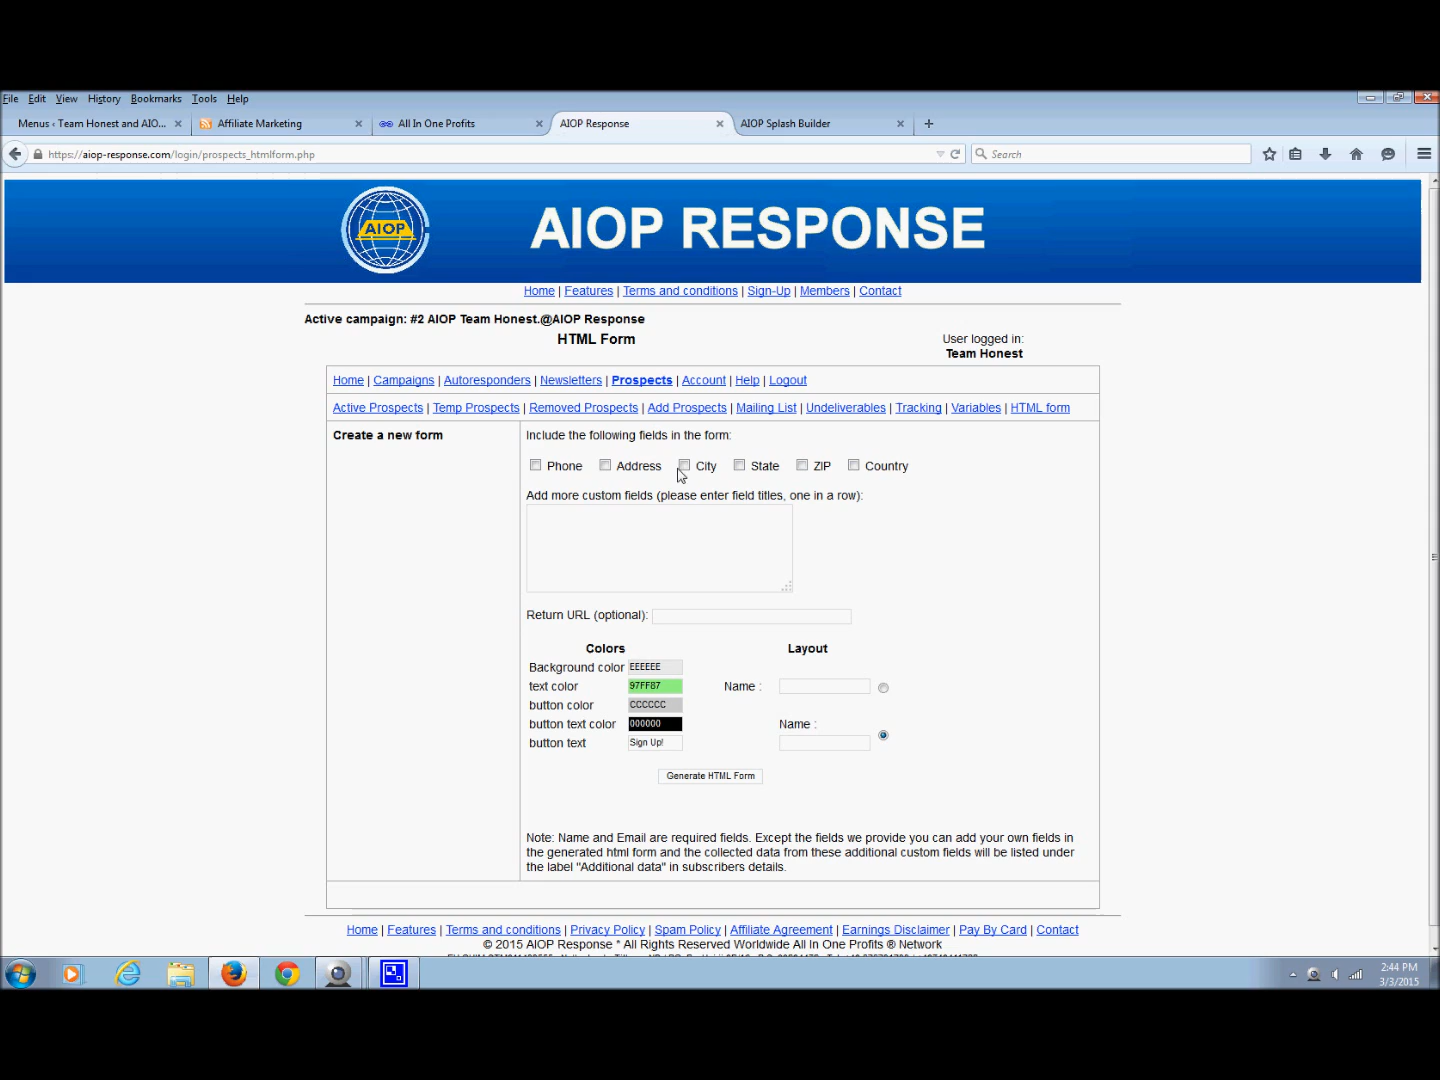 File Edit View History Bookmarks Tools Help
Menus ‹ Team Honest and AIO... × Affiliate Marketing × All In One Profits × AIOP Response × AIOP Splash Builder × +
https://aiop-response.com/login/prospects_htmlform.php Search
AIOP AIOP RESPONSE
Home | Features | Terms and conditions | Sign-Up | Members | Contact
Active campaign: #2 AIOP Team Honest.@AIOP Response
HTML Form User logged in:
Team Honest
Home | Campaigns | Autoresponders | Newsletters | Prospects | Account | Help | Logout
Active Prospects | Temp Prospects | Removed Prospects | Add Prospects | Mailing List | Undeliverables | Tracking | Variables | HTML form
Create a new form Include the following fields in the form:
Phone Address City State ZIP Country
Add more custom fields (please enter field titles, one in a row):
Return URL (optional):
Colors Layout
Background color EEEEEE
text color 97FF87 Name :
button color CCCCCC
button text color 000000 Name :
button text Sign Up!
Generate HTML Form
Note: Name and Email are required fields. Except the fields we provide you can add your own fields in
the generated html form and the collected data from these additional custom fields will be listed under
the label "Additional data" in subscribers details.
Home | Features | Terms and conditions | Privacy Policy | Spam Policy | Affiliate Agreement | Earnings Disclaimer | Pay By Card | Contact
© 2015 AIOP Response * All Rights Reserved Worldwide All In One Profits ® Network
2:44 PM
3/3/2015